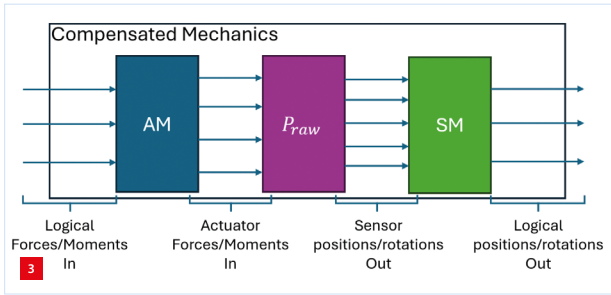 Compensated Mechanics
AM
P_raw
SM
Logical
Forces/Moments
In
Actuator
Forces/Moments
In
Sensor
positions/rotations
Out
Logical
positions/rotations
Out
3